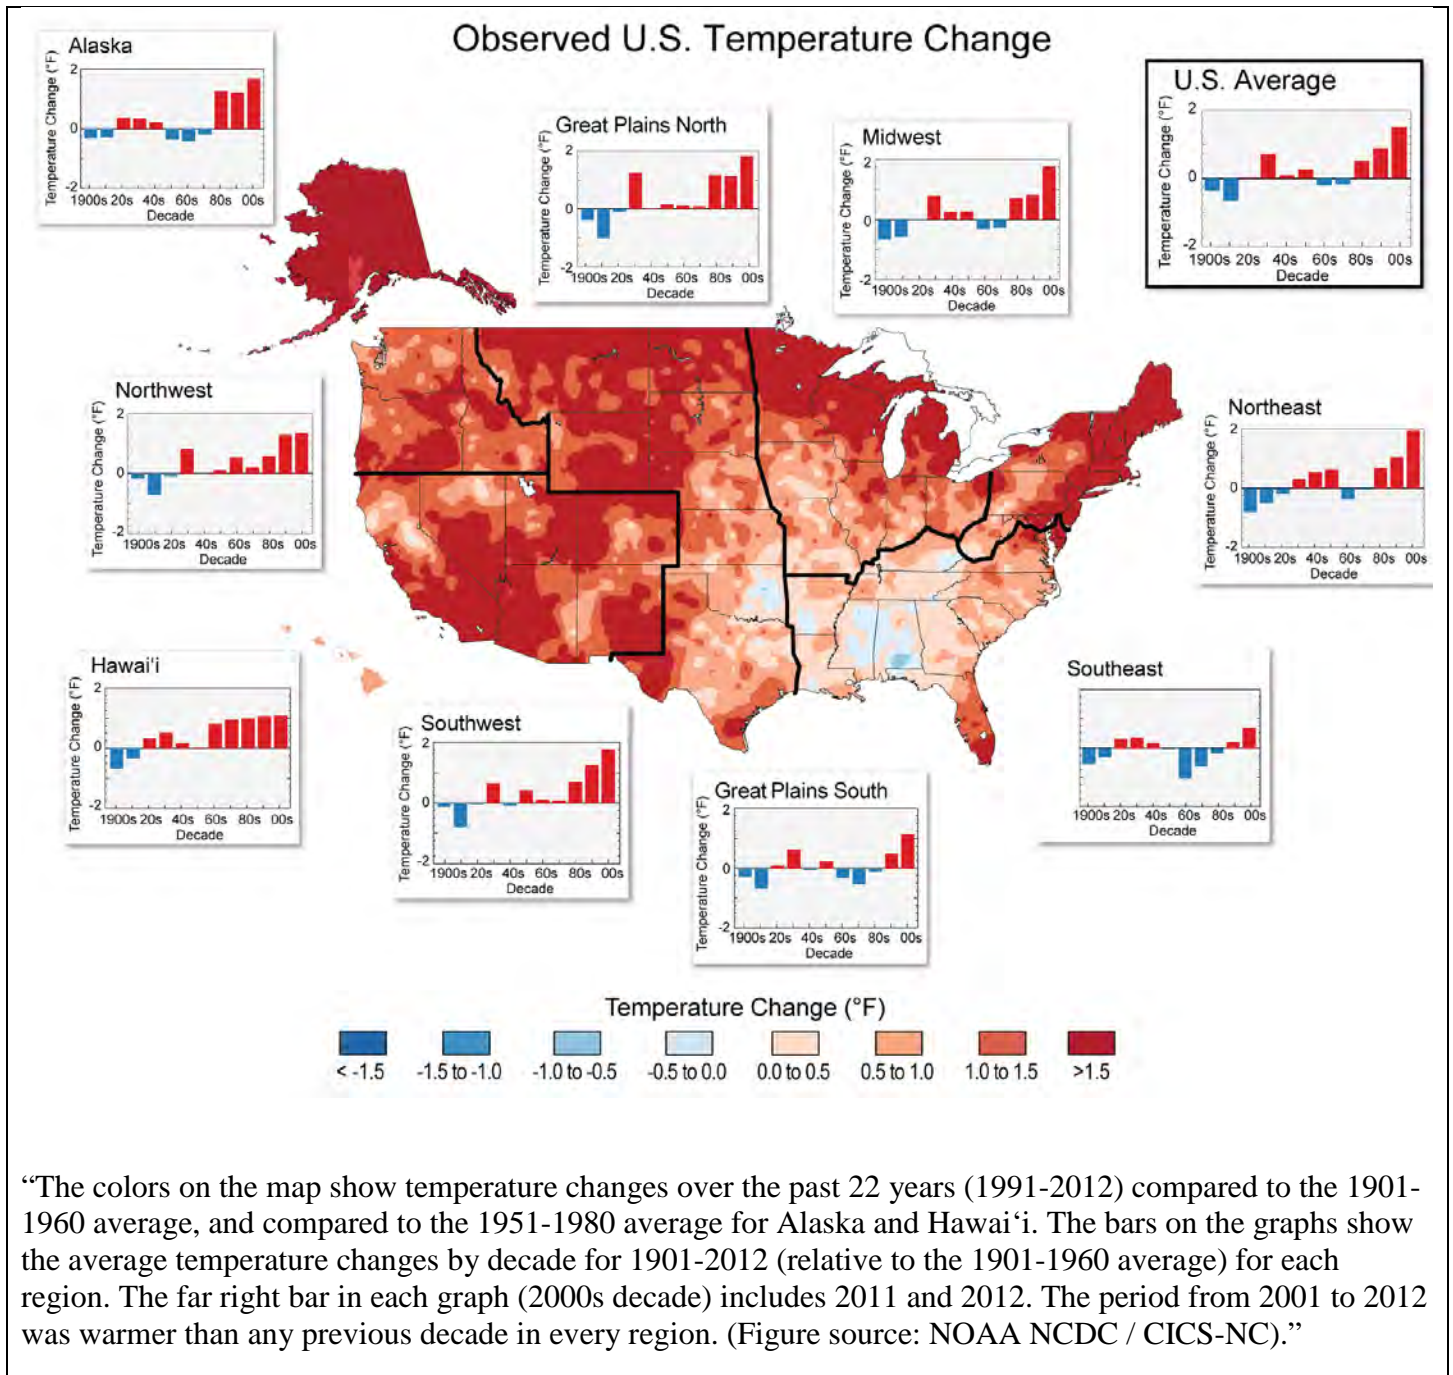 Observed U.S. Temperature Change
Alaska
Temperature Change (°F)
2
0
-2
1900s 20s 40s 60s 80s 00s
Decade
Great Plains North
Temperature Change (°F)
2
0
-2
1900s 20s 40s 60s 80s 00s
Decade
Midwest
Temperature Change (°F)
2
0
-2
1900s 20s 40s 60s 80s 00s
Decade
U.S. Average
Temperature Change (°F)
2
0
-2
1900s 20s 40s 60s 80s 00s
Decade
Northwest
Temperature Change (°F)
2
0
-2
1900s 20s 40s 60s 80s 00s
Decade
Northeast
Temperature Change (°F)
2
0
-2
1900s 20s 40s 60s 80s 00s
Decade
Hawai'i
Temperature Change (°F)
2
0
-2
1900s 20s 40s 60s 80s 00s
Decade
Southwest
Temperature Change (°F)
2
0
-2
1900s 20s 40s 60s 80s 00s
Decade
Great Plains South
Temperature Change (°F)
2
0
-2
1900s 20s 40s 60s 80s 00s
Decade
Southeast
1900s 20s 40s 60s 80s 00s
Decade
Temperature Change (°F)
< -1.5 -1.5 to -1.0 -1.0 to -0.5 -0.5 to 0.0 0.0 to 0.5 0.5 to 1.0 1.0 to 1.5 >1.5
“The colors on the map show temperature changes over the past 22 years (1991-2012) compared to the 1901-
1960 average, and compared to the 1951-1980 average for Alaska and Hawai‘i. The bars on the graphs show
the average temperature changes by decade for 1901-2012 (relative to the 1901-1960 average) for each
region. The far right bar in each graph (2000s decade) includes 2011 and 2012. The period from 2001 to 2012
was warmer than any previous decade in every region. (Figure source: NOAA NCDC / CICS-NC).”